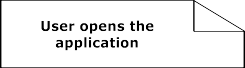 User opens the
application